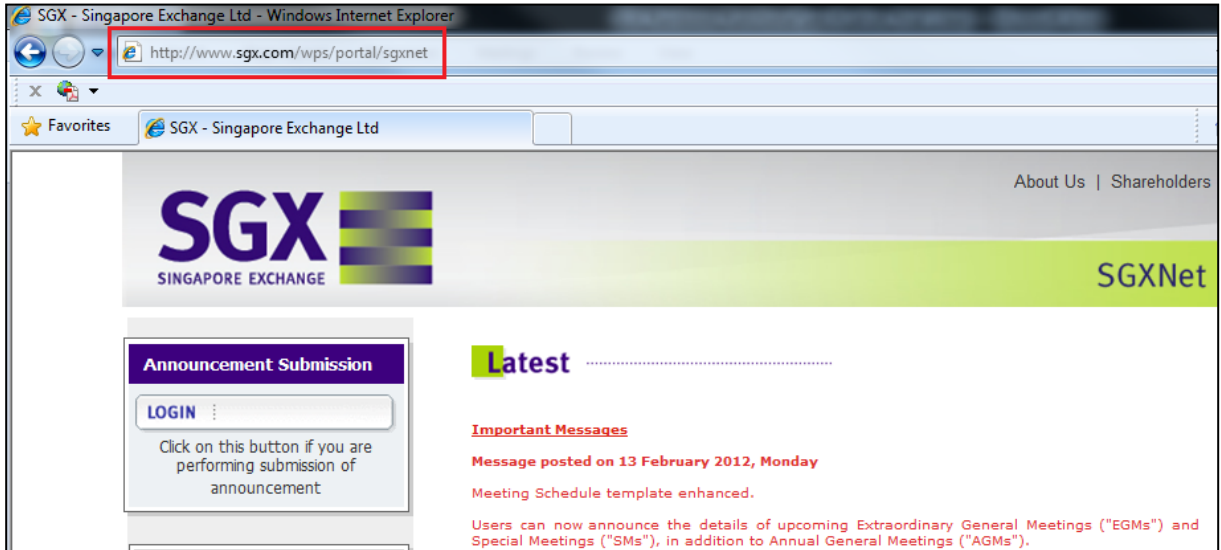 SGX - Singapore Exchange Ltd - Windows Internet Explorer
http://www.sgx.com/wps/portal/sgxnet
x
Favorites
SGX - Singapore Exchange Ltd
About Us | Shareholders
SGX
SINGAPORE EXCHANGE
SGXNet
Announcement Submission
LOGIN
Click on this button if you are
performing submission of
announcement
Latest
Important Messages
Message posted on 13 February 2012, Monday
Meeting Schedule template enhanced.
Users can now announce the details of upcoming Extraordinary General Meetings ("EGMs") and
Special Meetings ("SMs"), in addition to Annual General Meetings ("AGMs").